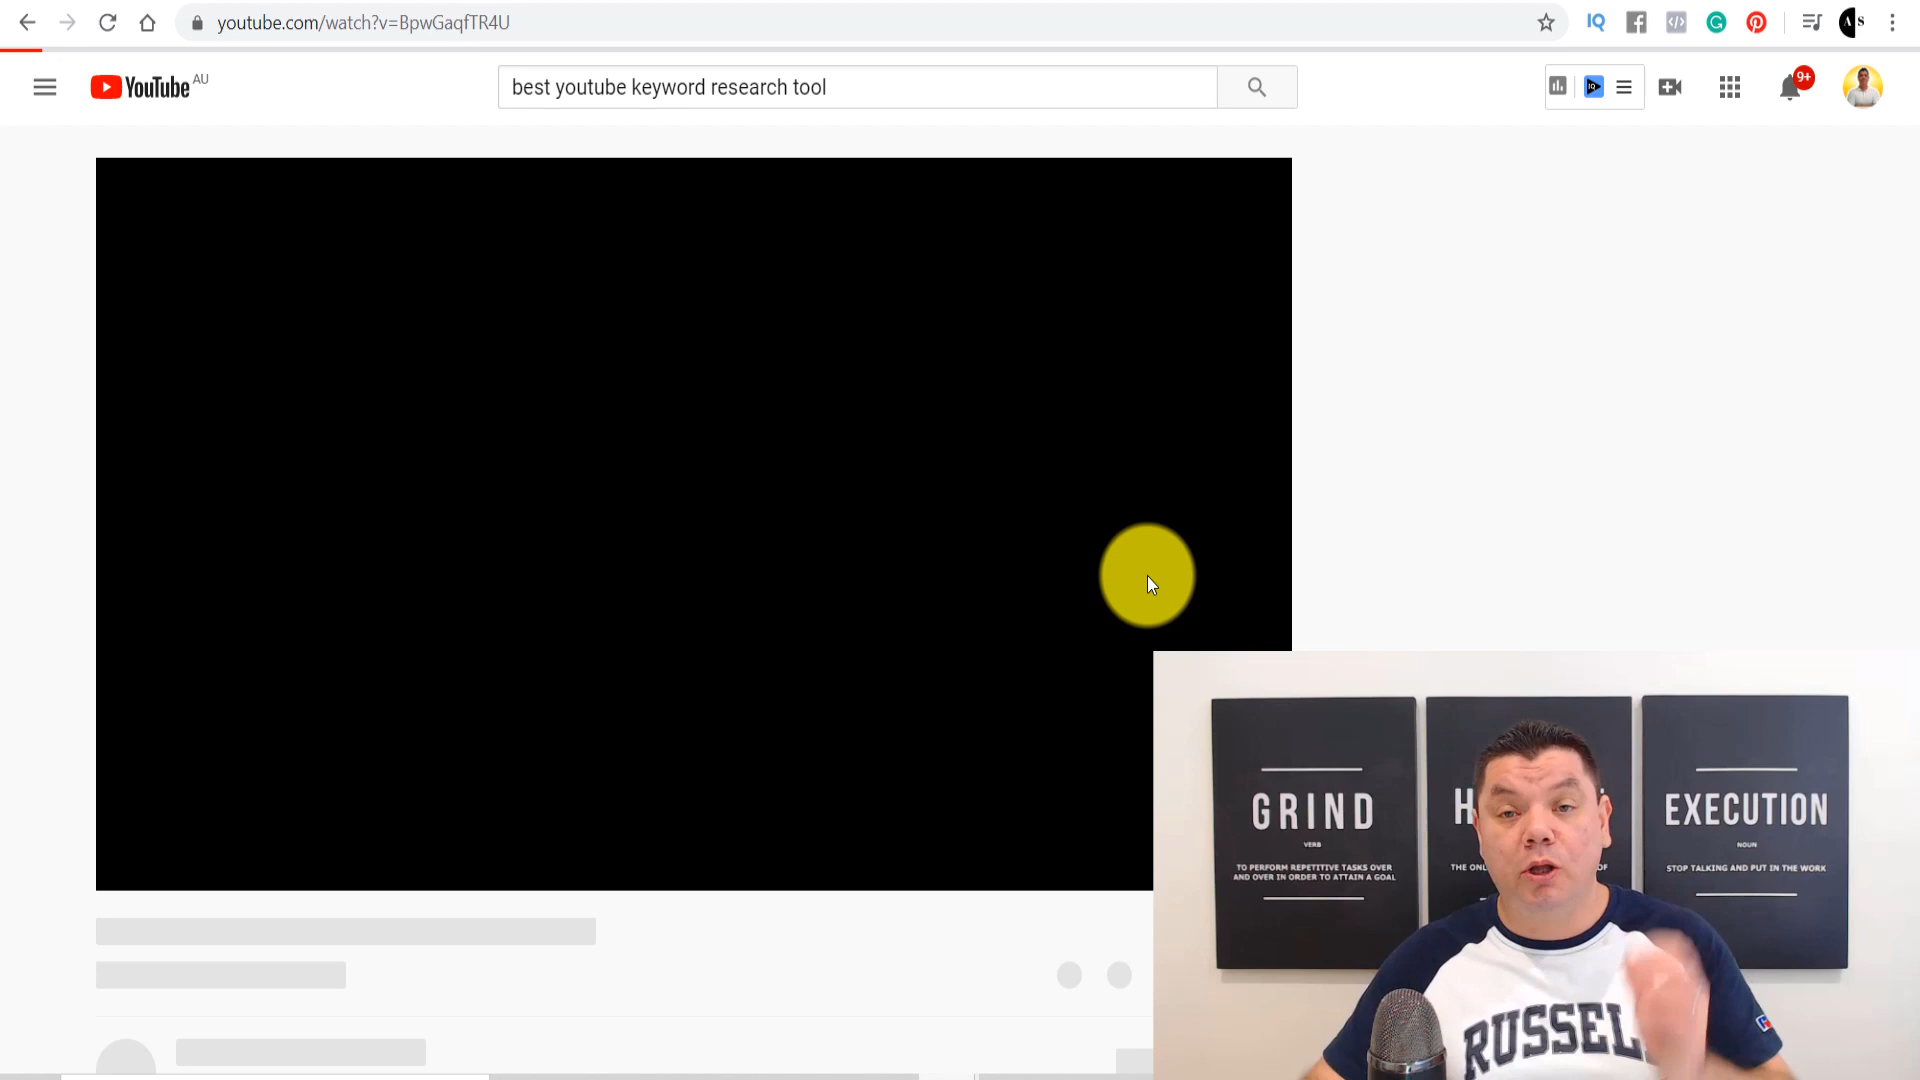 youtube.com/watch?v=BpwGaqfTR4U
IQ
YouTube AU
best youtube keyword research tool
IQ
9+
A S
GRIND
VERB
TO PERFORM REPETITIVE TASKS OVER
AND OVER IN ORDER TO ATTAIN A GOAL
H
THE ONL
OF
EXECUTION
NOUN
STOP TALKING AND PUT IN THE WORK
RUSSEL